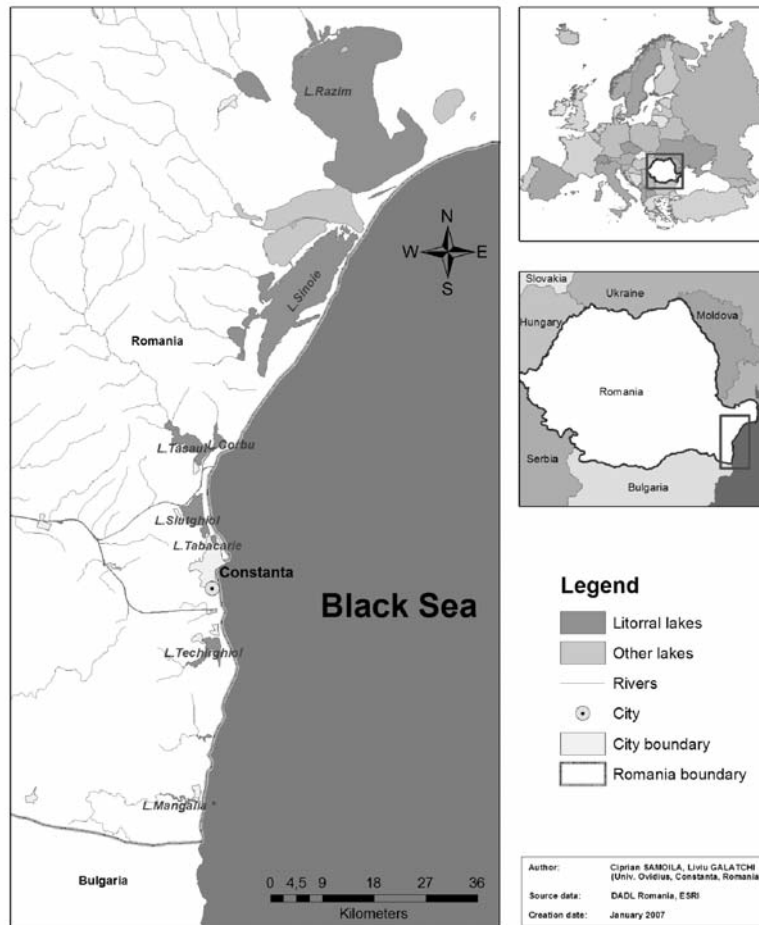 L.Razim
N
W E
S
L.Sinoie
Romania
L.Tasaul
L.Corbu
L.Siutghiol
L.Tabacarie
Constanta
Black Sea
L.Techirghiol
L.Mangalia
Bulgaria
0 4,5 9 18 27 36
Kilometers
Slovakia
Ukraine
Hungary
Moldova
Romania
Serbia
Bulgaria
Legend
Litorral lakes
Other lakes
Rivers
City
City boundary
Romania boundary
Author: Ciprian SAMOILA, Liviu GALATCHI
(Univ. Ovidius, Constanta, Romania
Source data: DADL Romania, ESRI
Creation date: January 2007